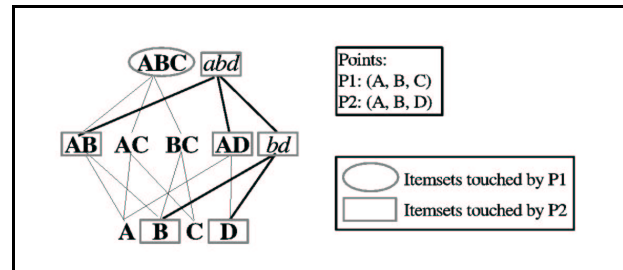 ABC abd
AB AC BC AD bd
A B C D
Points:
P1: (A, B, C)
P2: (A, B, D)
Itemsets touched by P1
Itemsets touched by P2